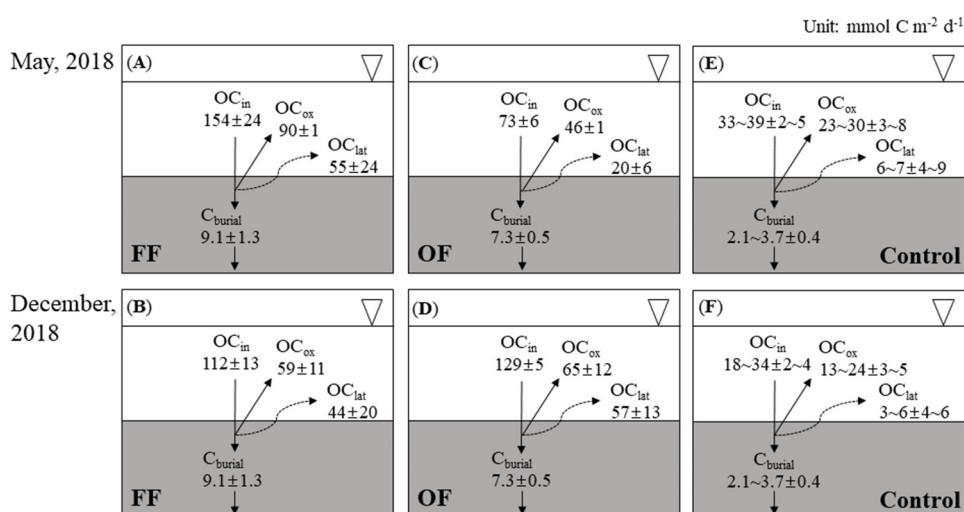 Unit: mmol C m-2 d-1
May, 2018
(A)
OCin
154±24
OCox
90±1
OClat
55±24
Cburial
9.1±1.3
FF
(C)
OCin
73±6
OCox
46±1
OClat
20±6
Cburial
7.3±0.5
OF
(E)
OCin
33~39±2~5
OCox
23~30±3~8
OClat
6~7±4~9
Cburial
2.1~3.7±0.4
Control
December,
2018
(B)
OCin
112±13
OCox
59±11
OClat
44±20
Cburial
9.1±1.3
FF
(D)
OCin
129±5
OCox
65±12
OClat
57±13
Cburial
7.3±0.5
OF
(F)
OCin
18~34±2~4
OCox
13~24±3~5
OClat
3~6±4~6
Cburial
2.1~3.7±0.4
Control